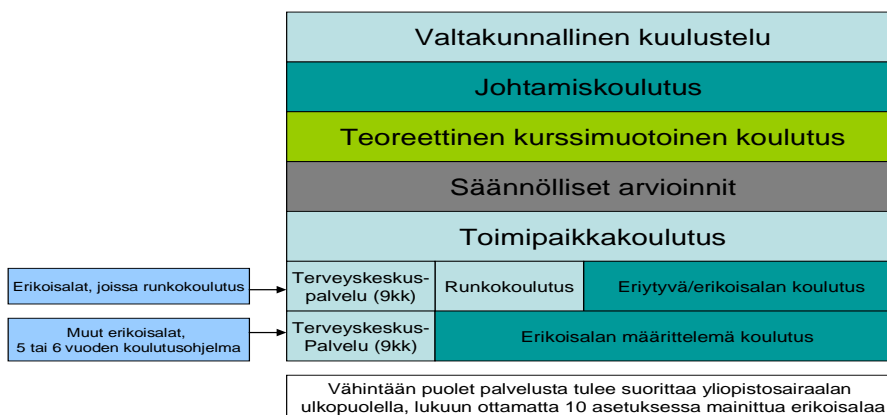 Valtakunnallinen kuulustelu
Johtamiskoulutus
Teoreettinen kurssimuotoinen koulutus
Säännölliset arvioinnit
Toimipaikkakoulutus
Erikoisalat, joissa runkokoulutus
Terveyskeskus-
palvelu (9kk)
Runkokoulutus
Eriytyvä/erikoisalan koulutus
Muut erikoisalat,
5 tai 6 vuoden koulutusohjelma
Terveyskeskus-
Palvelu (9kk)
Erikoisalan määrittelemä koulutus
Vähintään puolet palvelusta tulee suorittaa yliopistosairaalan
ulkopuolella, lukuun ottamatta 10 asetuksessa mainittua erikoisalaa